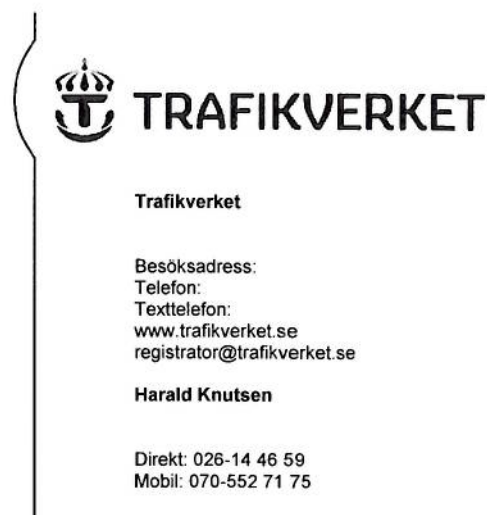 TRAFIKVERKET
Trafikverket
Besöksadress:
Telefon:
Texttelefon:
www.trafikverket.se
registrator@trafikverket.se
Harald Knutsen
Direkt: 026-14 46 59
Mobil: 070-552 71 75